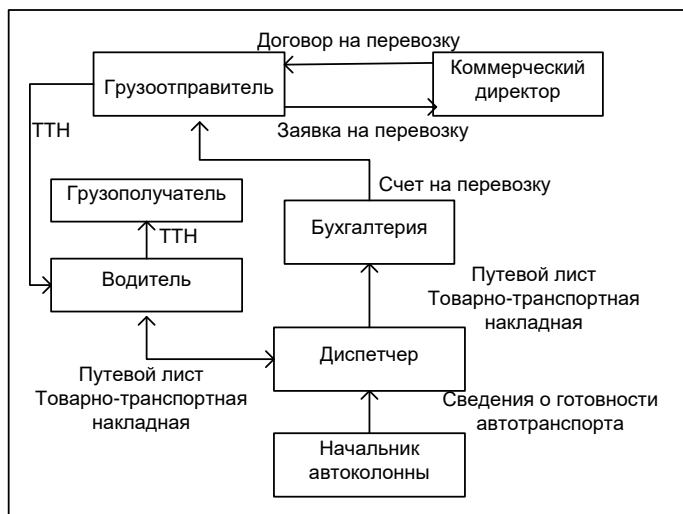 Договор на перевозку
Грузоотправитель
Коммерческий
директор
ТТН
Заявка на перевозку
Грузополучатель
Счет на перевозку
ТТН
Бухгалтерия
Водитель
Путевой лист
Товарно-транспортная
накладная
Диспетчер
Путевой лист
Товарно-транспортная
накладная
Сведения о готовности
автотранспорта
Начальник
автоколонны